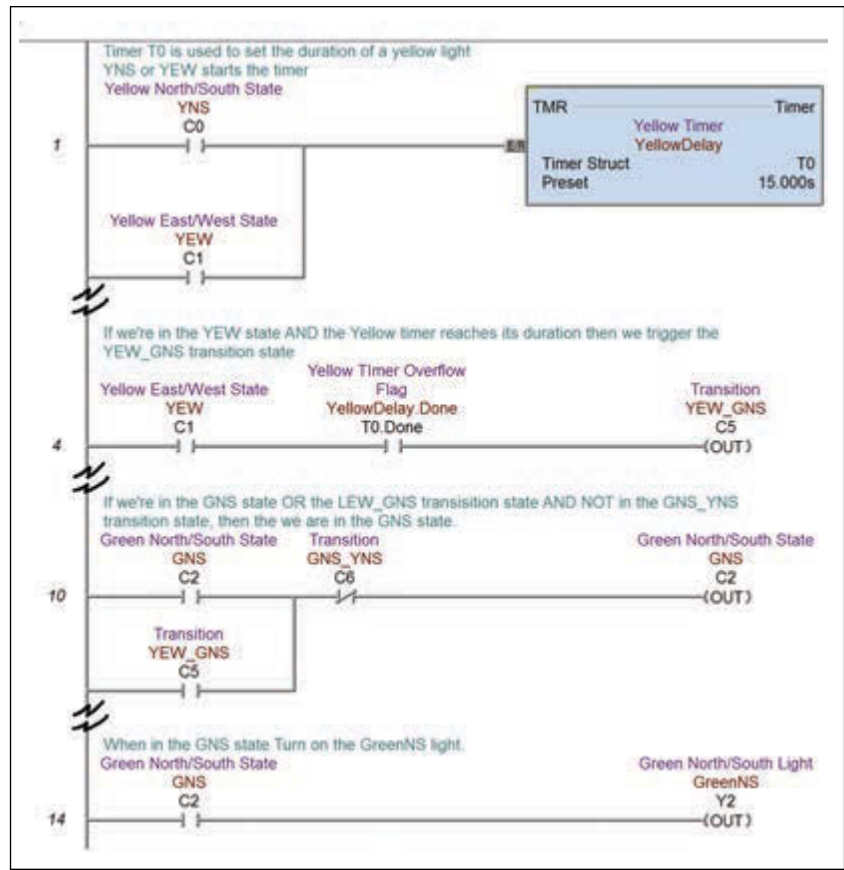 Timer T0 is used to set the duration of a yellow light
YNS or YEW starts the timer
Yellow North/South State
YNS
C0
1
TMR Timer
Yellow Timer
YellowDelay
Timer Struct T0
Preset 15.000s
Yellow East/West State
YEW
C1
If we're in the YEW state AND the Yellow timer reaches its duration then we trigger the
YEW_GNS transition state
Yellow East/West State
YEW
C1
Yellow TImer Overflow
Flag
YellowDelay.Done
T0.Done
Transition
YEW_GNS
C5
4
(OUT)
If we're in the GNS state OR the LEW_GNS transisition state AND NOT in the GNS_YNS
transition state, then the we are in the GNS state.
Green North/South State
GNS
C2
Transition
GNS_YNS
C6
Green North/South State
GNS
C2
10
(OUT)
Transition
YEW_GNS
C5
When in the GNS state Turn on the GreenNS light.
Green North/South State
GNS
C2
Green North/South Light
GreenNS
Y2
14
(OUT)